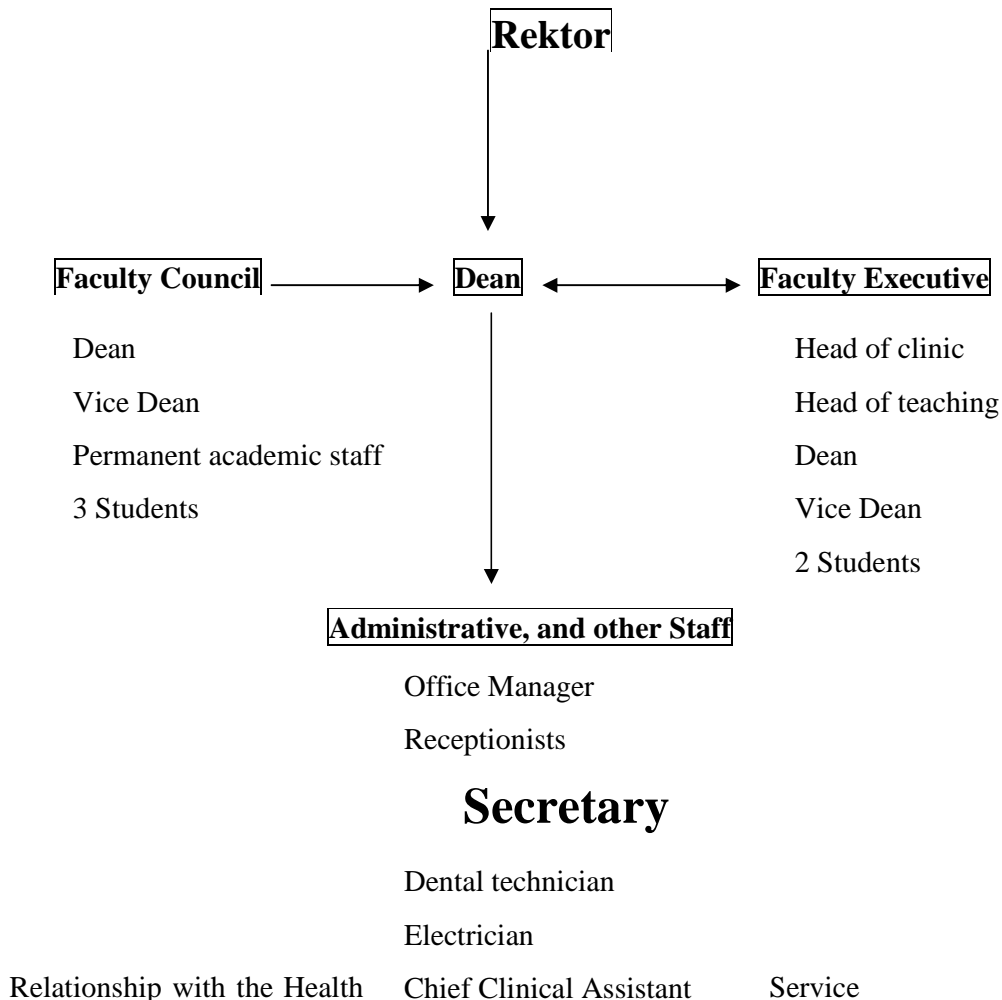 Rektor
Faculty Council
Dean
Faculty Executive
Dean
Vice Dean
Permanent academic staff
3 Students
Head of clinic
Head of teaching
Dean
Vice Dean
2 Students
Administrative, and other Staff
Office Manager
Receptionists
Secretary
Dental technician
Electrician
Relationship with the Health
Chief Clinical Assistant
Service